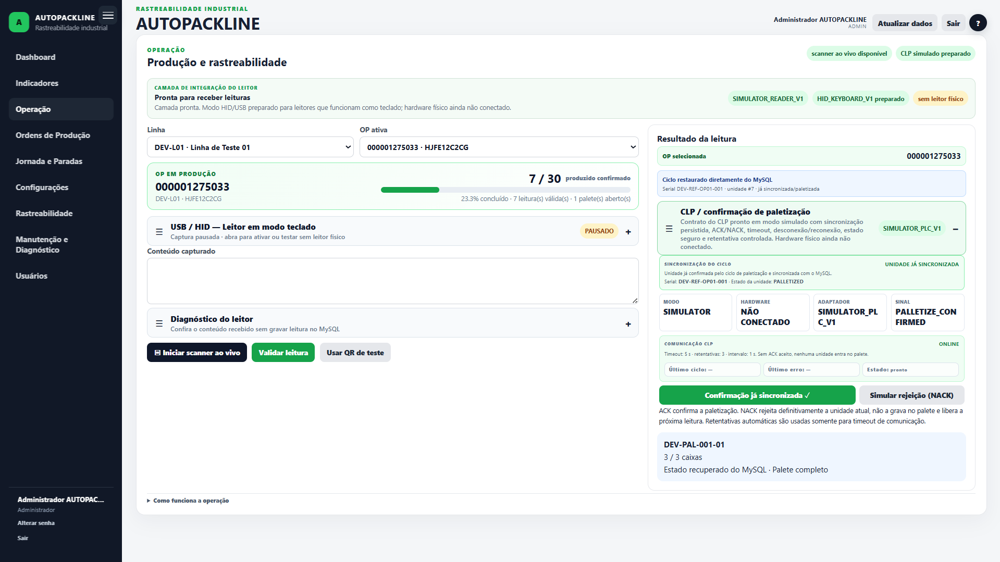 A
AUTOPACKLINE
Rastreabilidade industrial
Dashboard
Indicadores
Operação
Ordens de Produção
Jornada e Paradas
Configurações
Rastreabilidade
Manutenção e
Diagnóstico
Usuários
Administrador AUTOPAC...
Administrador
Alterar senha
Sair
RASTREABILIDADE INDUSTRIAL
AUTOPACKLINE
Administrador AUTOPACKLINE
ADMIN
Atualizar dados
Sair
?
OPERAÇÃO
Produção e rastreabilidade
scanner ao vivo disponível
CLP simulado preparado
CAMADA DE INTEGRAÇÃO DO LEITOR
Pronta para receber leituras
Camada pronta. Modo HID/USB preparado para leitores que funcionam como teclado; hardware físico ainda não conectado.
SIMULATOR_READER_V1
HID_KEYBOARD_V1 preparado
sem leitor físico
Linha
DEV-L01 · Linha de Teste 01
OP ativa
000001275033 · HJFE12C2CG
OP EM PRODUÇÃO
000001275033
DEV-L01 · HJFE12C2CG
7 / 30 produzido confirmado
23.3% concluído · 7 leitura(s) válida(s) · 1 palete(s) aberto(s)
☰ USB / HID — Leitor em modo teclado
Captura pausada · abra para ativar ou testar sem leitor físico
PAUSADO +
Conteúdo capturado
☰ Diagnóstico do leitor
Confira o conteúdo recebido sem gravar leitura no MySQL
+
Iniciar scanner ao vivo
Validar leitura
Usar QR de teste
Resultado da leitura
OP selecionada 000001275033
Ciclo restaurado diretamente do MySQL
Serial DEV-REF-OP01-001 · unidade #7 · já sincronizada/paletizada
☰ CLP / confirmação de paletização
Contrato do CLP pronto em modo simulado com sincronização
persistida, ACK/NACK, timeout, desconexão/reconexão, estado
seguro e retentativa controlada. Hardware físico ainda não
conectado.
SIMULATOR_PLC_V1 −
SINCRONIZAÇÃO DO CICLO
UNIDADE JÁ SINCRONIZADA
Unidade já confirmada pelo ciclo de paletização e sincronizada com o MySQL.
Serial: DEV-REF-OP01-001 · Estado da unidade: PALLETIZED
MODO
SIMULATOR
HARDWARE
NÃO
CONECTADO
ADAPTADOR
SIMULATOR_PL
C_V1
SINAL
PALLETIZE_CON
FIRMED
COMUNICAÇÃO CLP
ONLINE
Timeout: 5 s · retentativas: 3 · intervalo: 1 s. Sem ACK aceito, nenhuma unidade entra no palete.
Último ciclo: —
Último erro: —
Estado: pronto
Confirmação já sincronizada ✓
Simular rejeição (NACK)
ACK confirma a paletização. NACK rejeita definitivamente a unidade atual, não a grava no palete e libera a
próxima leitura. Retentativas automáticas são usadas somente para timeout de comunicação.
DEV-PAL-001-01
3 / 3 caixas
Estado recuperado do MySQL · Palete completo
▸ Como funciona a operação